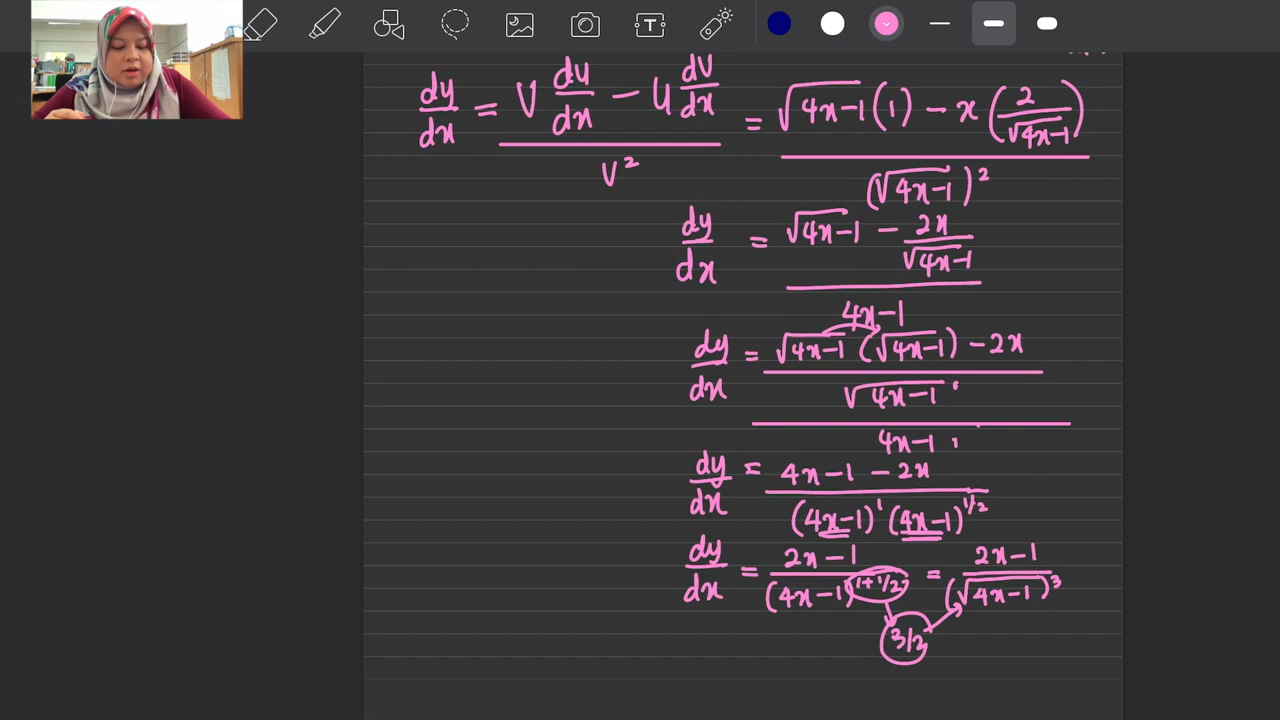 dy/dx = (V du/dx − U dV/dx) / V² = (√(4x−1) (1) − x (2/√(4x−1))) / (√(4x−1))²
dy/dx = (√(4x−1) − 2x/√(4x−1)) / (4x−1)
dy/dx = ((√(4x−1) (√(4x−1)) − 2x) / √(4x−1)) / (4x−1)
dy/dx = (4x−1 − 2x) / ((4x−1)¹ (4x−1)^1/2)
dy/dx = (2x−1) / (4x−1)^(1+1/2) = (2x−1) / (√(4x−1))³
3/2